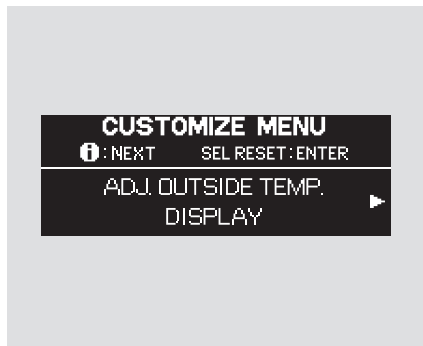 CUSTOMIZE MENU
i:NEXT SEL RESET:ENTER
ADJ. OUTSIDE TEMP.
DISPLAY